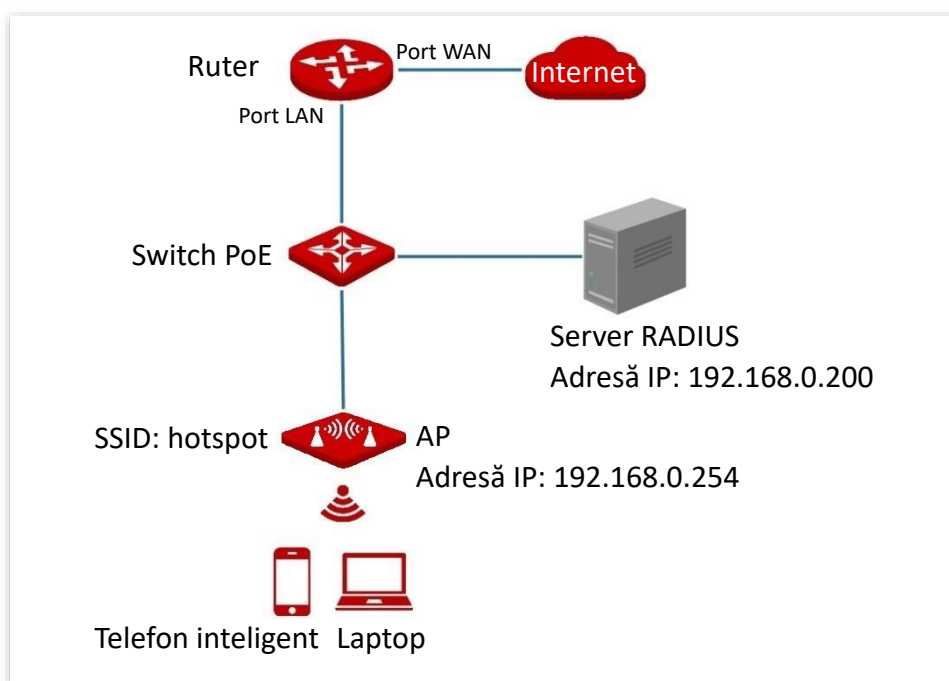 Ruter
Port WAN
Internet
Port LAN
Switch PoE
Server RADIUS
Adresă IP: 192.168.0.200
SSID: hotspot
AP
Adresă IP: 192.168.0.254
Telefon inteligent Laptop